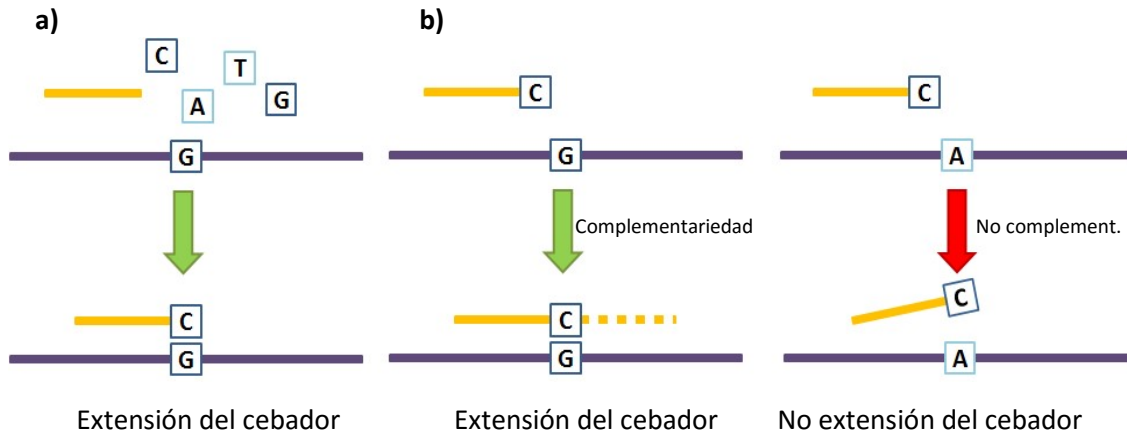 a)
b)
C
T
A
G
G
C
G
C
A
Complementariedad
No complement.
C
G
C
G
C
A
Extensión del cebador
Extensión del cebador
No extensión del cebador